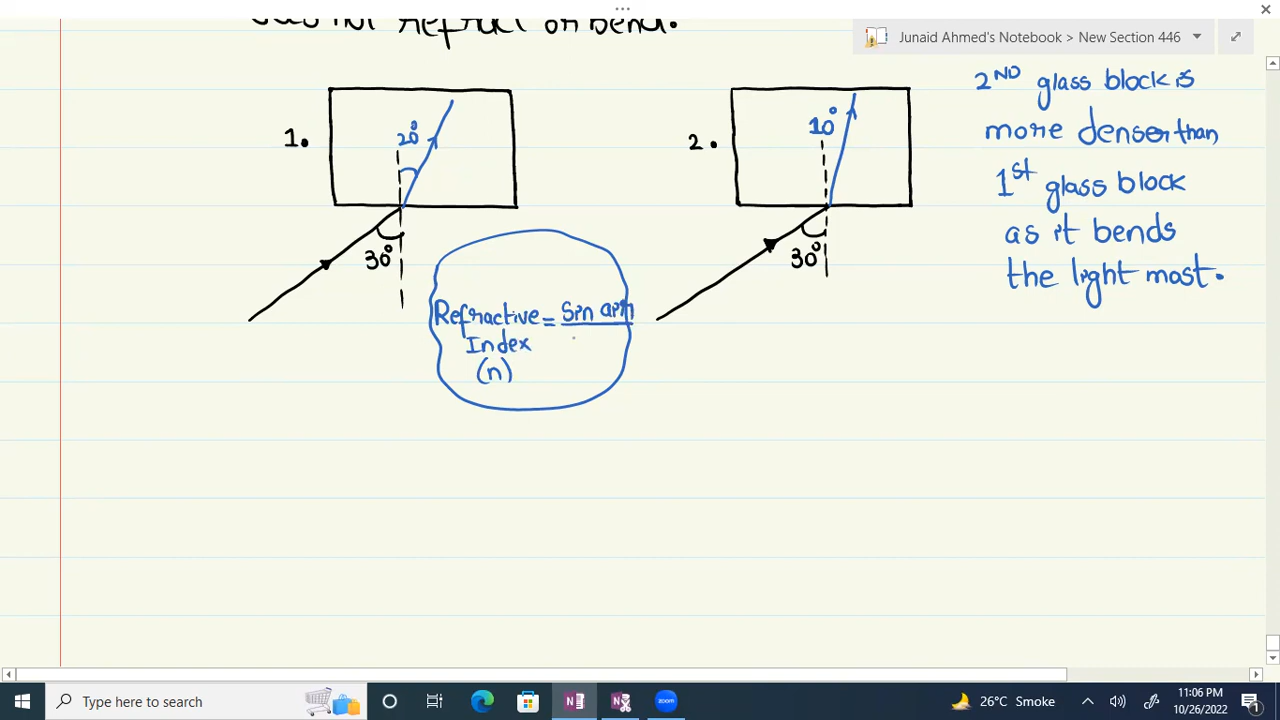 Junaid Ahmed's Notebook > New Section 446
1.
20°
30°
2.
10°
30°
2ND glass block is
more denser than
1st glass block
as it bends
the light most.
Refractive = Sin
Index
(n)
Type here to search
26°C Smoke
11:06 PM
10/26/2022